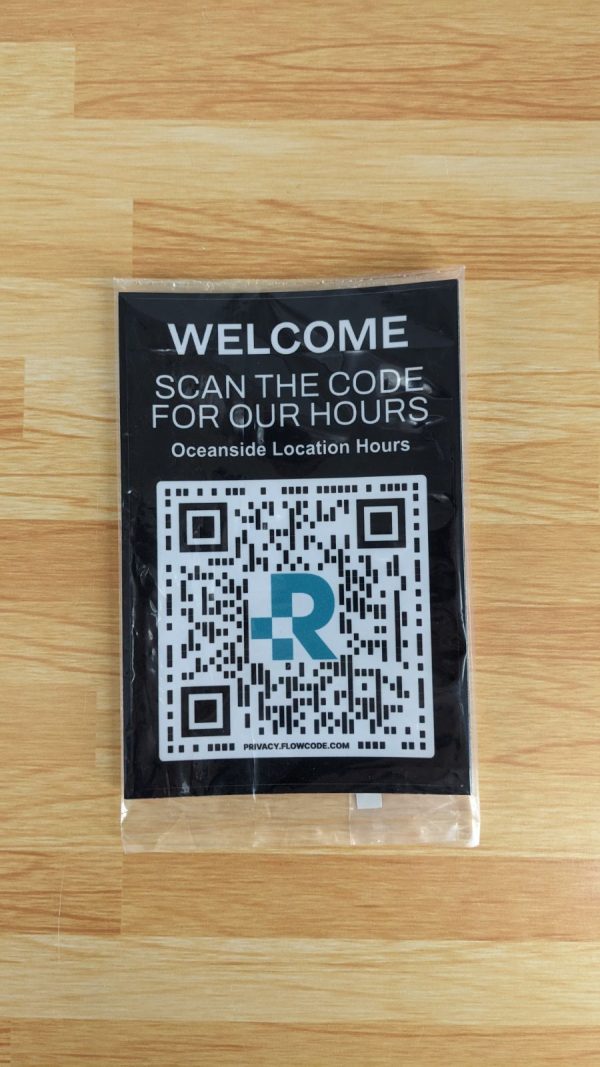 WELCOME
SCAN THE CODE
FOR OUR HOURS
Oceanside Location Hours
R
PRIVACY.FLOWCODE.COM